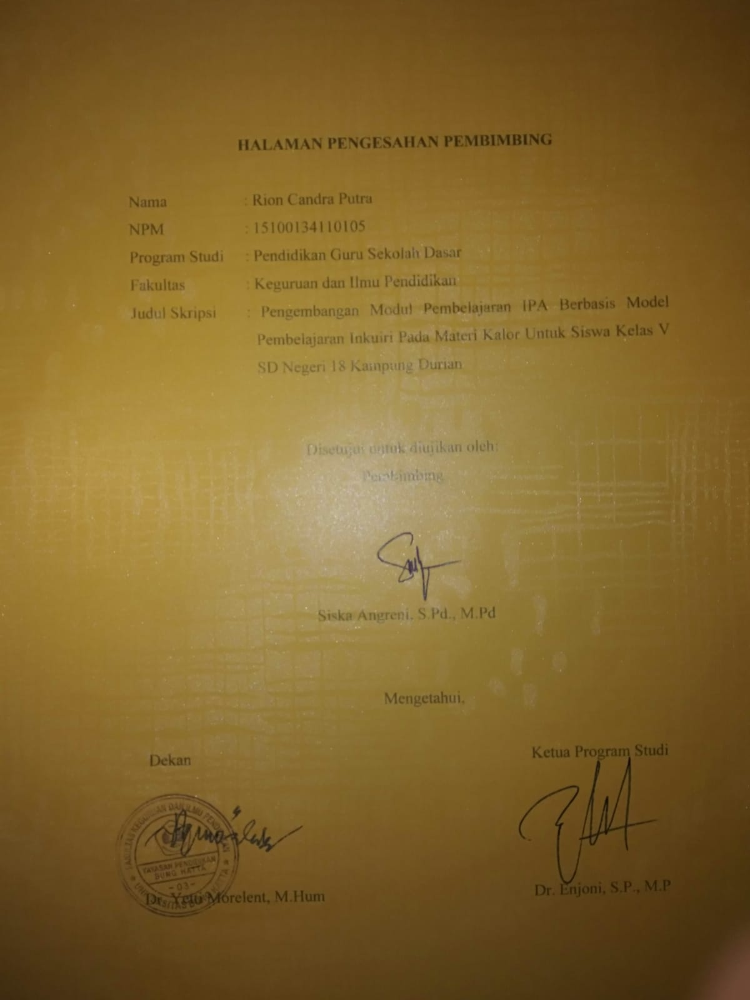 HALAMAN PENGESAHAN PEMBIMBING
Nama : Rion Candra Putra
NPM : 15100134110105
Program Studi : Pendidikan Guru Sekolah Dasar
Fakultas : Keguruan dan Ilmu Pendidikan
Judul Skripsi : Pengembangan Modul Pembelajaran IPA Berbasis Model
Pembelajaran Inkuiri Pada Materi Kalor Untuk Siswa Kelas V
SD Negeri 18 Kampung Durian
Disetujui untuk diujikan oleh:
Pembimbing
Siska Angreni, S.Pd., M.Pd
Mengetahui,
Dekan
Ketua Program Studi
FAKULTAS KEGURUAN DAN ILMU PENDIDIKAN
YAYASAN PENDIDIKAN
BUNG HATTA
-03-
UNIVERSITAS BUNG HATTA
Dr. Morelent, M.Hum
Dr. Enjoni, S.P., M.P